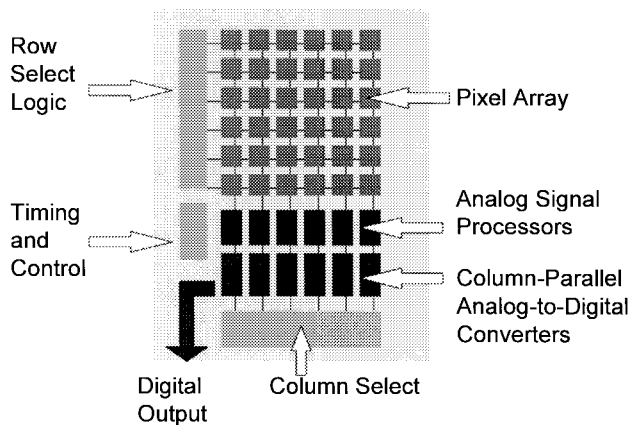 Row
Select
Logic
Pixel Array
Timing
and
Control
Analog Signal
Processors
Column-Parallel
Analog-to-Digital
Converters
Digital
Output
Column Select